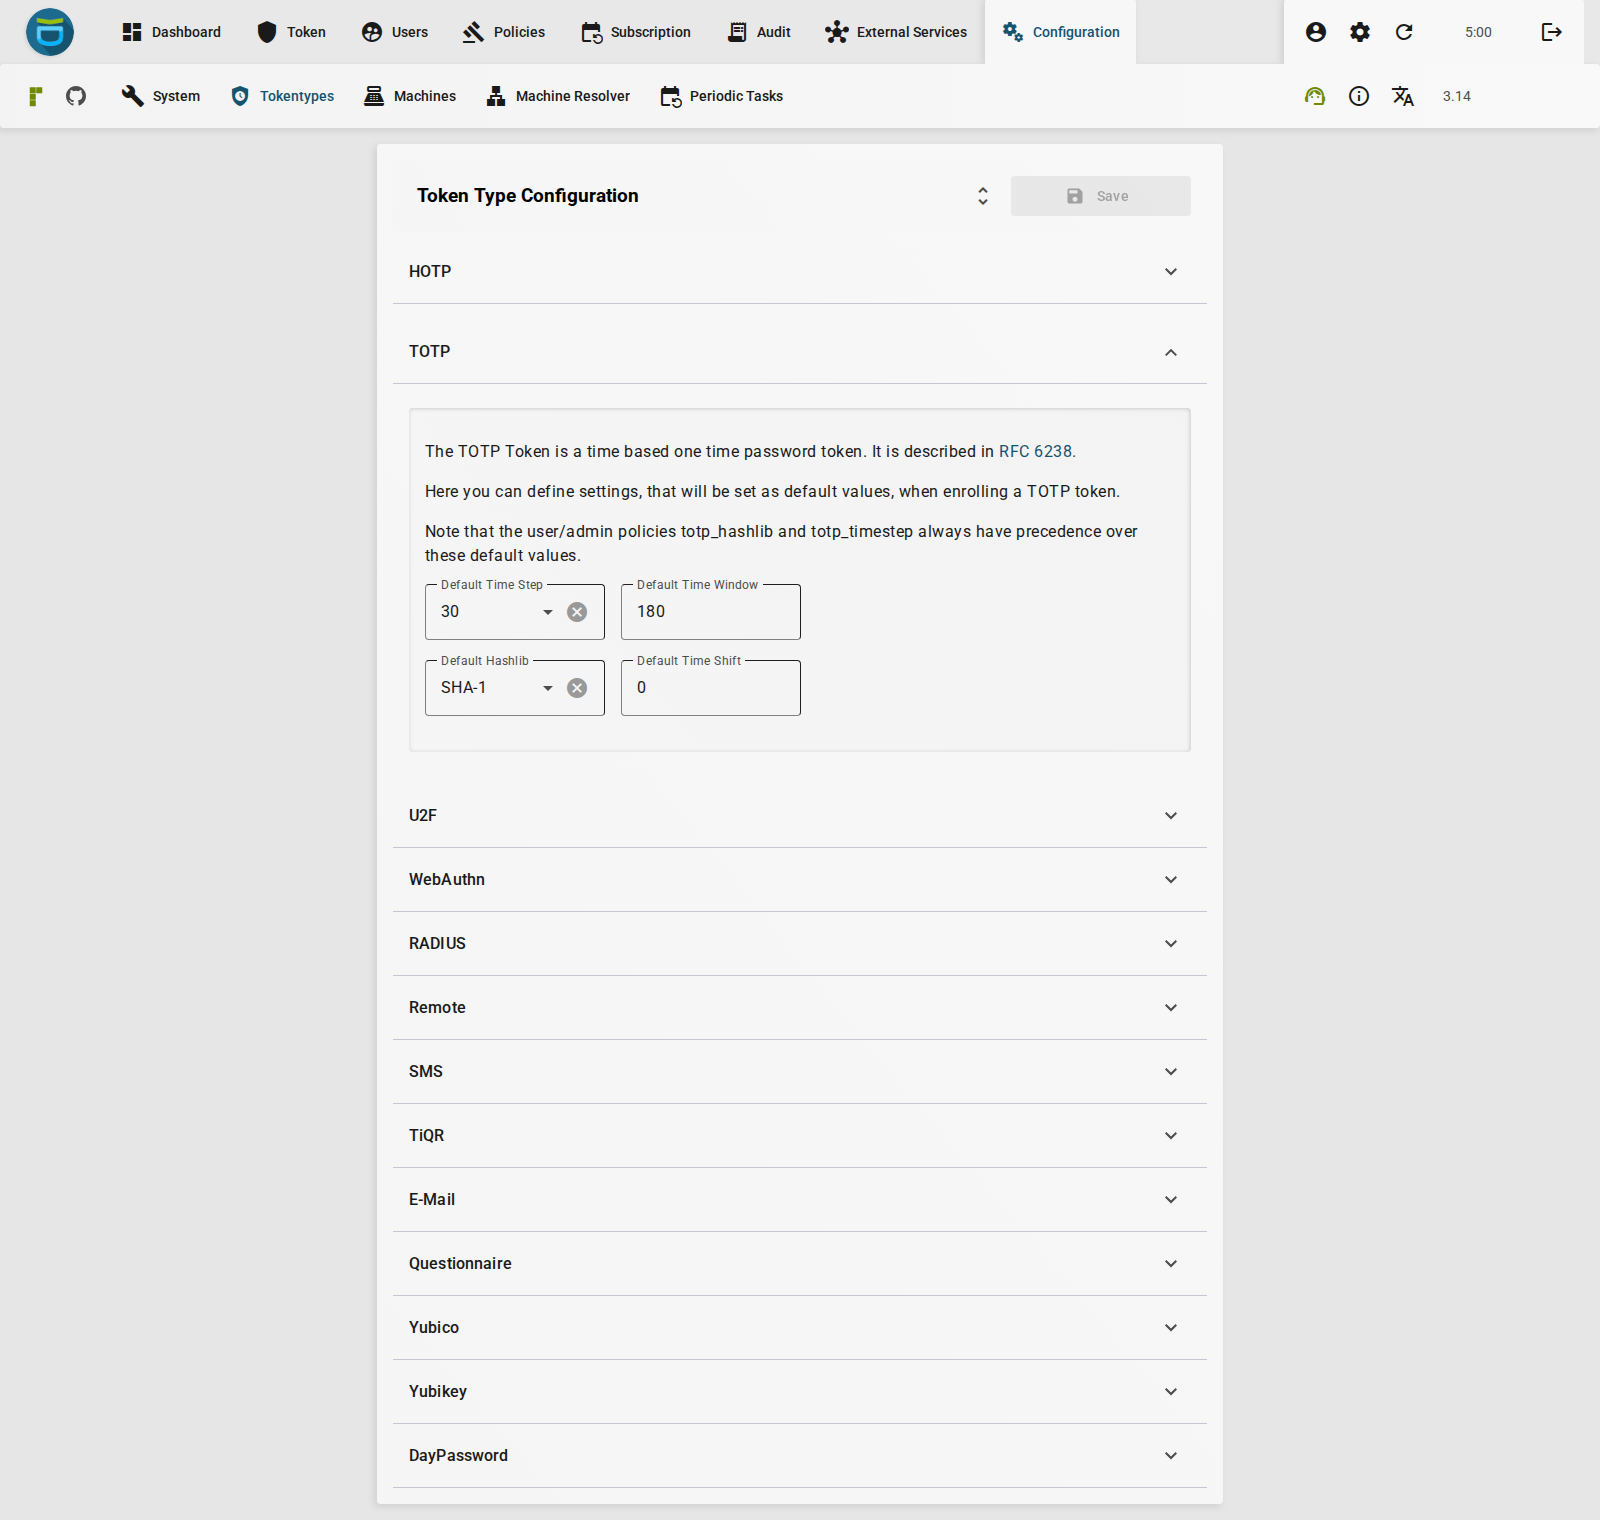 Dashboard Token Users Policies Subscription Audit External Services Configuration 5:00
System Tokentypes Machines Machine Resolver Periodic Tasks 3.14
Token Type Configuration Save
HOTP
TOTP
The TOTP Token is a time based one time password token. It is described in RFC 6238.
Here you can define settings, that will be set as default values, when enrolling a TOTP token.
Note that the user/admin policies totp_hashlib and totp_timestep always have precedence over
these default values.
Default Time Step Default Time Window
30 180
Default Hashlib Default Time Shift
SHA-1 0
U2F
WebAuthn
RADIUS
Remote
SMS
TiQR
E-Mail
Questionnaire
Yubico
Yubikey
DayPassword